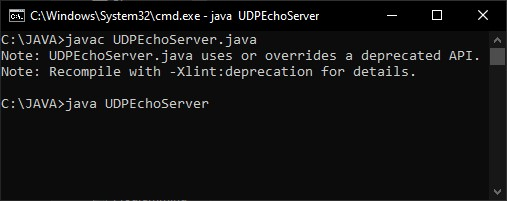 C:\Windows\System32\cmd.exe - java  UDPEchoServer
C:\JAVA>javac UDPEchoServer.java
Note: UDPEchoServer.java uses or overrides a deprecated API.
Note: Recompile with -Xlint:deprecation for details.
C:\JAVA>java UDPEchoServer